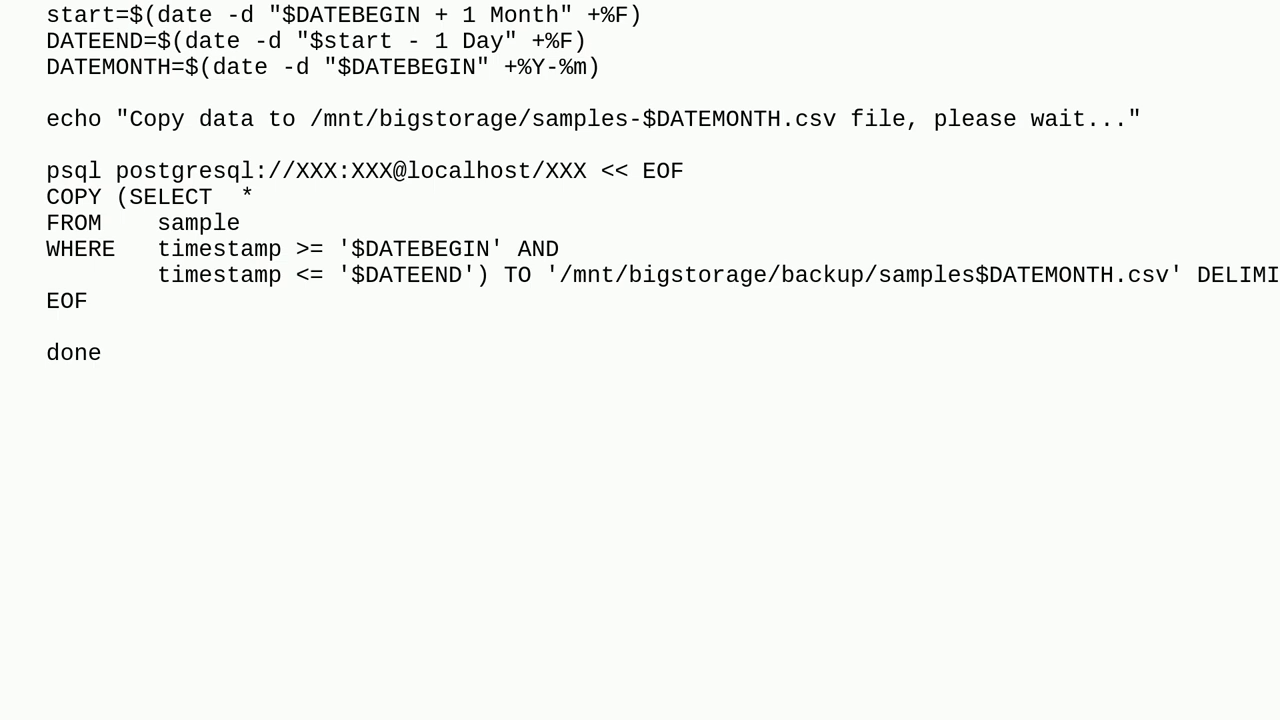 start=$(date -d "$DATEBEGIN + 1 Month" +%F)
DATEEND=$(date -d "$start - 1 Day" +%F)
DATEMONTH=$(date -d "$DATEBEGIN" +%Y-%m)
echo "Copy data to /mnt/bigstorage/samples-$DATEMONTH.csv file, please wait..."
psql postgresql://XXX:XXX@localhost/XXX << EOF
COPY (SELECT  *
FROM    sample
WHERE   timestamp >= '$DATEBEGIN' AND
        timestamp <= '$DATEEND') TO '/mnt/bigstorage/backup/samples$DATEMONTH.csv' DELIMI
EOF
done